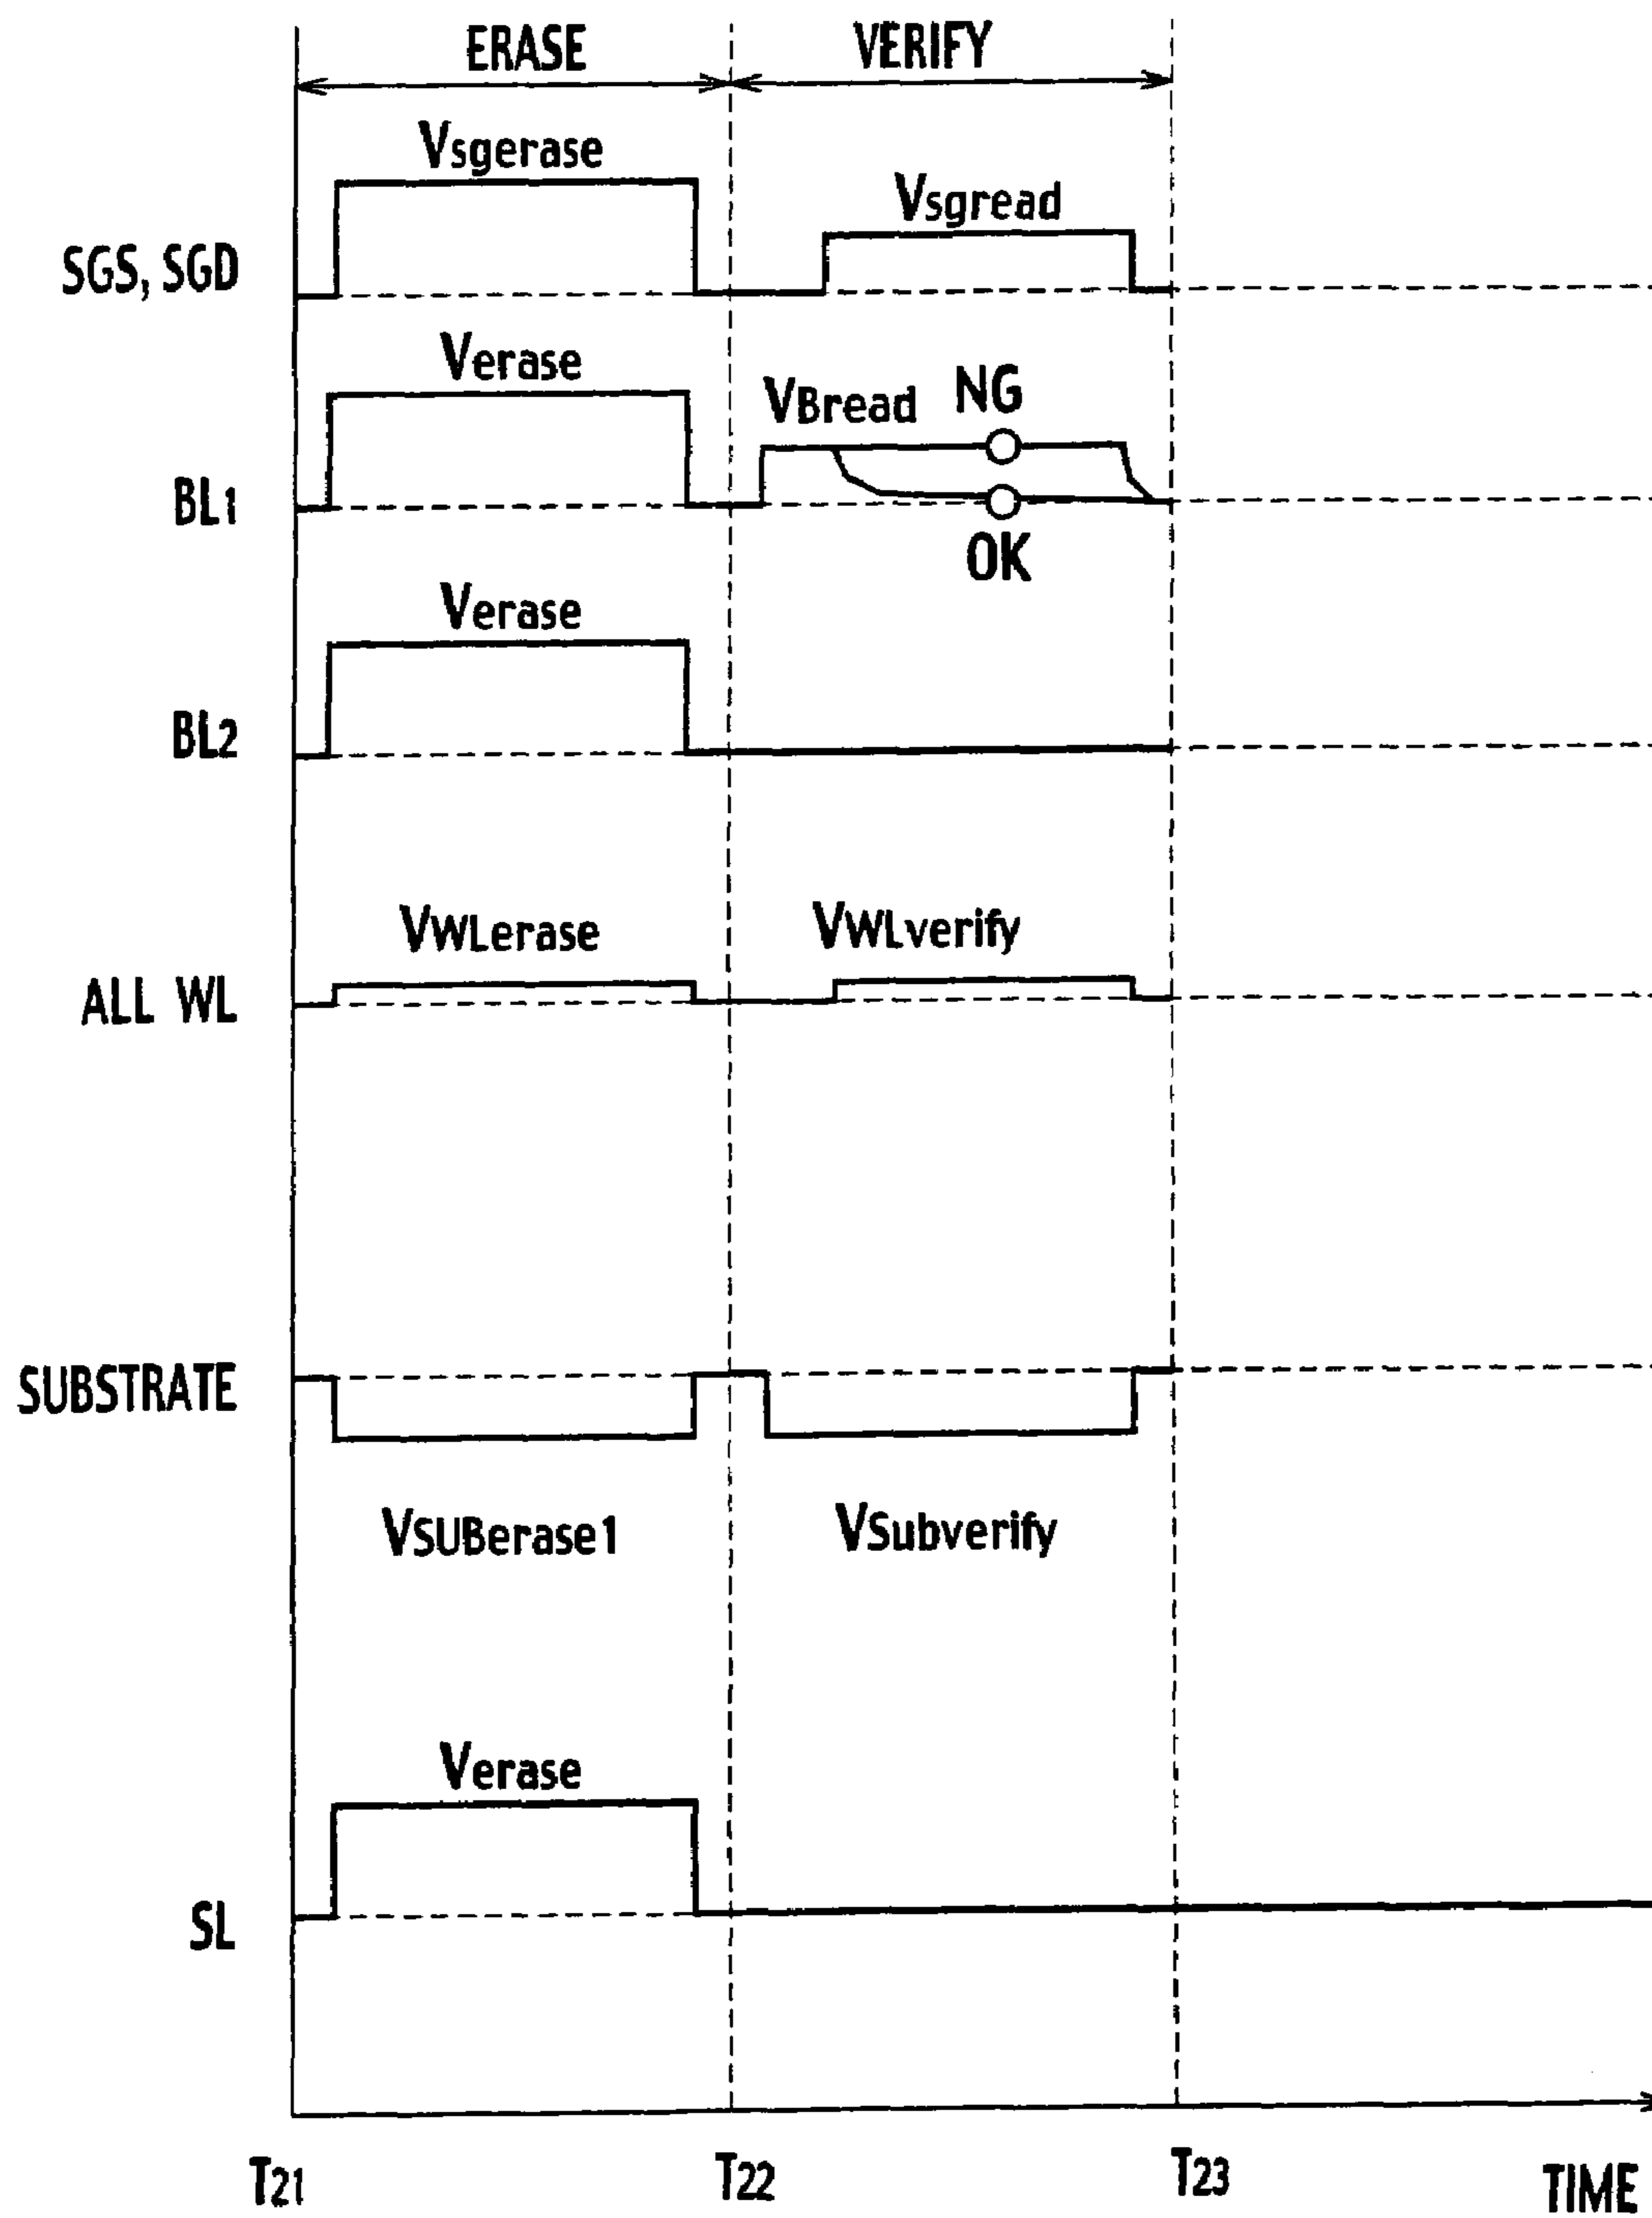 ERASE VERIFY
Vsgerase
Vsgread
SGS, SGD
Verase
VBread NG
BL1
OK
Verase
BL2
VWLerase VWLverify
ALL WL
SUBSTRATE
VSUBerase1 VSubverify
Verase
SL
T21 T22 T23 TIME